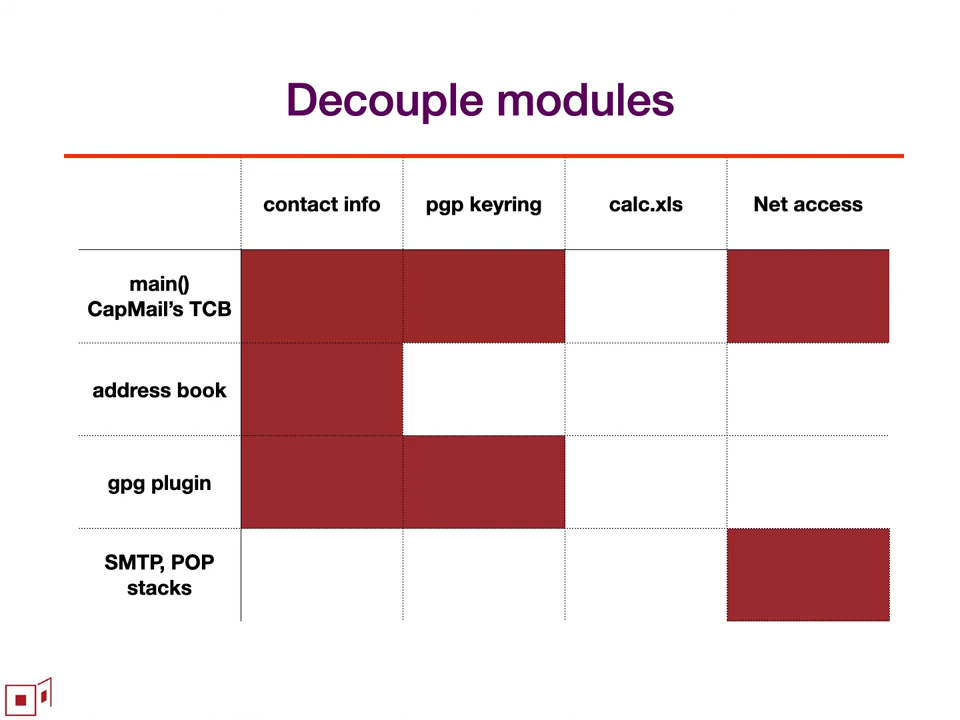 Decouple modules
contact info
pgp keyring
calc.xls
Net access
main()
CapMail’s TCB
address book
gpg plugin
SMTP, POP
stacks